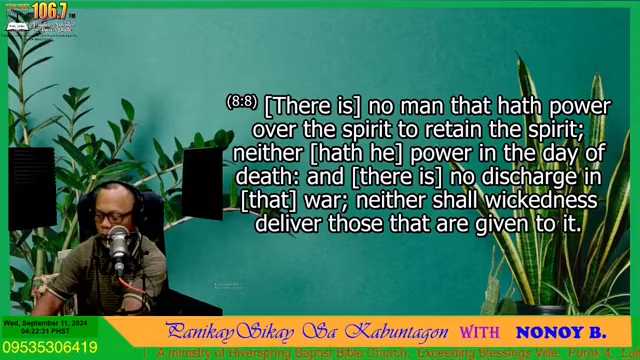 106.7 FM
(8:8) [There is] no man that hath power
over the spirit to retain the spirit;
neither [hath he] power in the day of
death: and [there is] no discharge in
[that] war; neither shall wickedness
deliver those that are given to it.
Wed, September 11, 2024
04:22:31 PHST
PanikaySikay Sa Kabuntagon WITH NONOY B.
09535306419
A ministry of Riverspring Baptist Bible Church, Exceeding Blessings Ville, Purok 4,